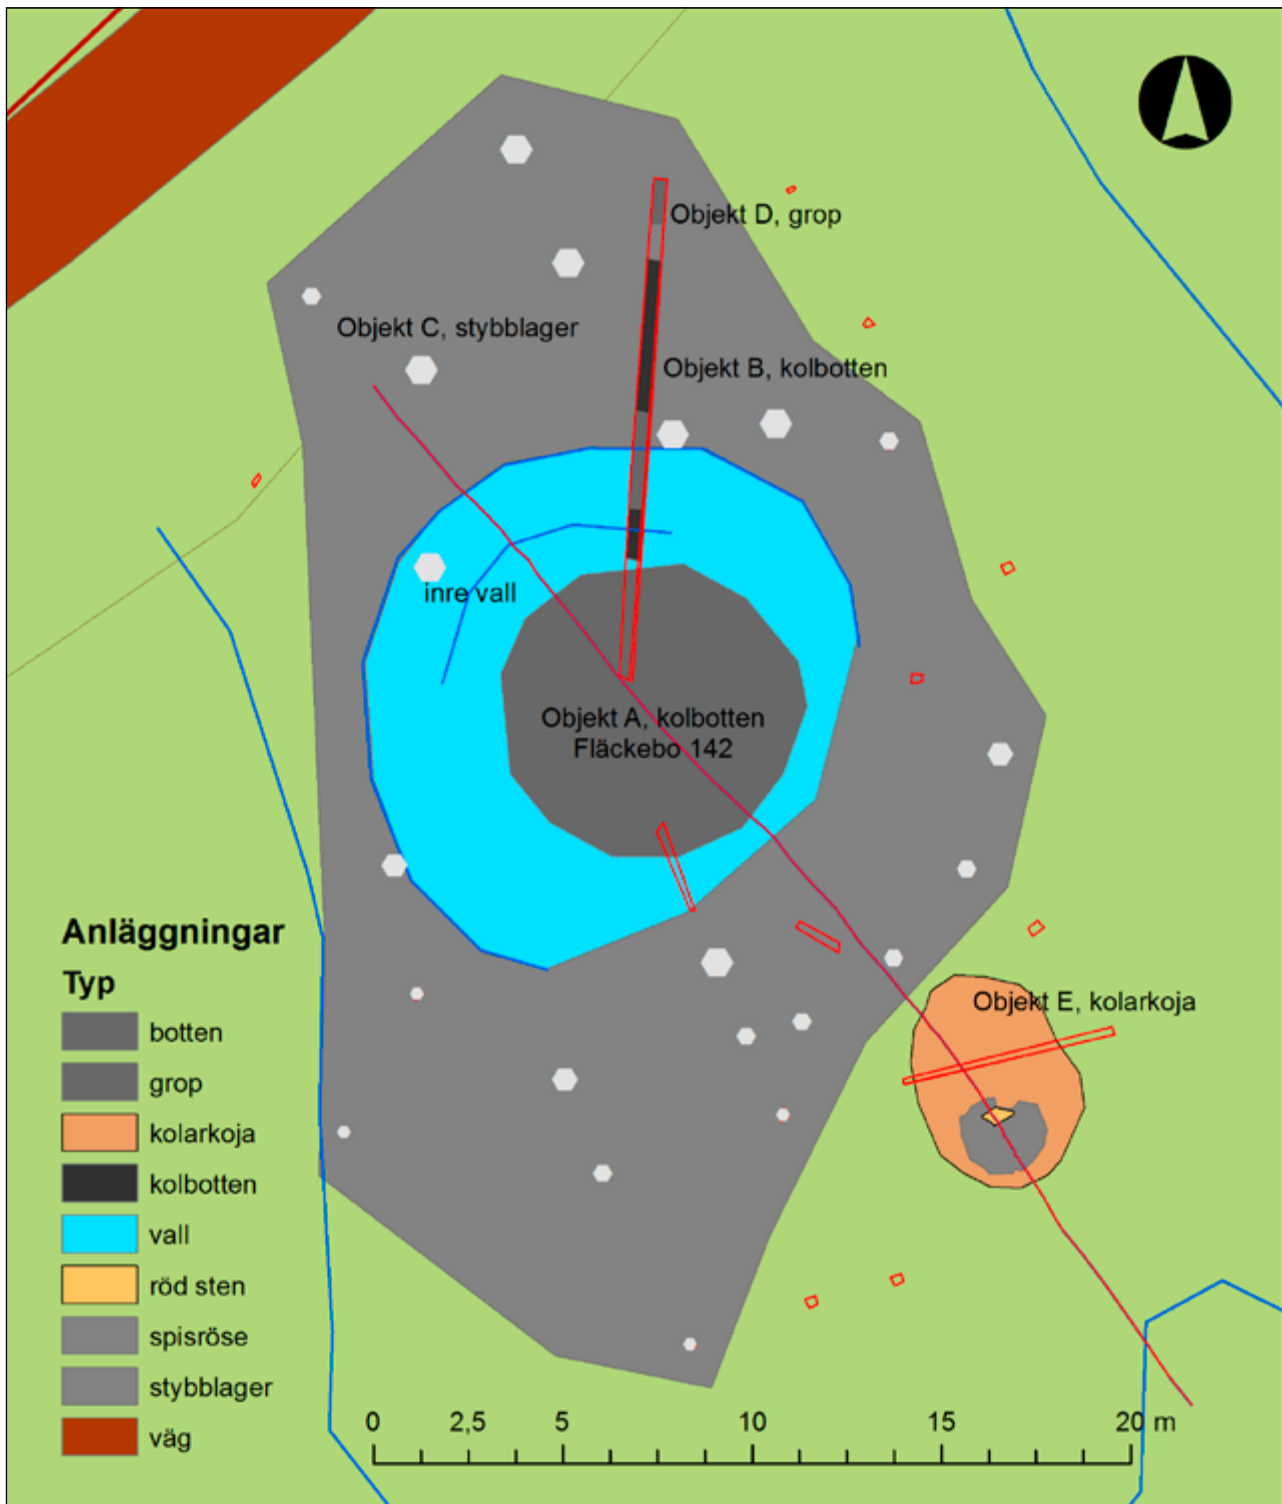 Objekt D, grop
Objekt C, stybblager
Objekt B, kolbotten
inre vall
Objekt A, kolbotten
Fläckebo 142
Objekt E, kolarkoja
Anläggningar
Typ
botten
grop
kolarkoja
kolbotten
vall
röd sten
spisröse
stybblager
väg
0 2,5 5 10 15 20 m